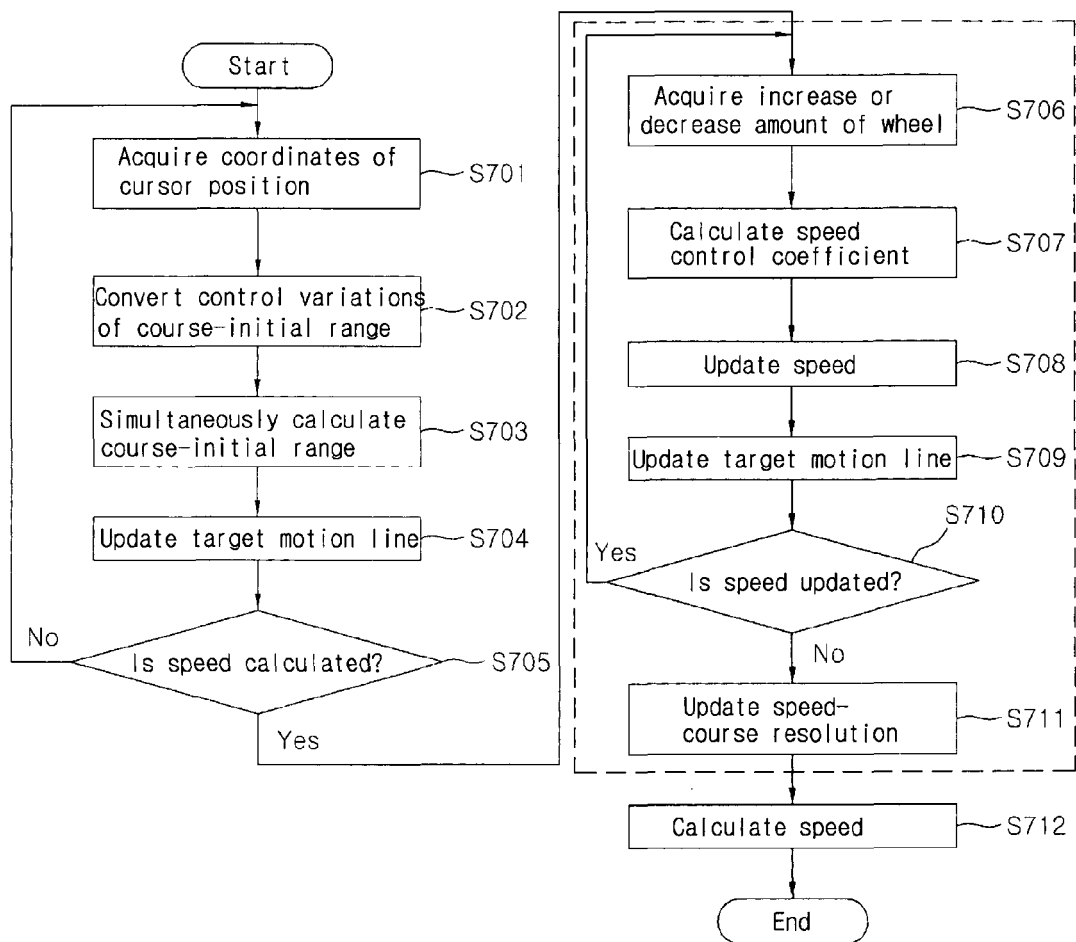 Start
Acquire coordinates of
cursor position
S701
Convert control variations
of course-initial range
S702
Simultaneously calculate
course-initial range
S703
Update target motion line
S704
No
Is speed calculated?
S705
Yes
Acquire increase or
decrease amount of wheel
S706
Calculate speed
control coefficient
S707
Update speed
S708
Update target motion line
S709
S710
Yes
Is speed updated?
No
Update speed-
course resolution
S711
Calculate speed
S712
End